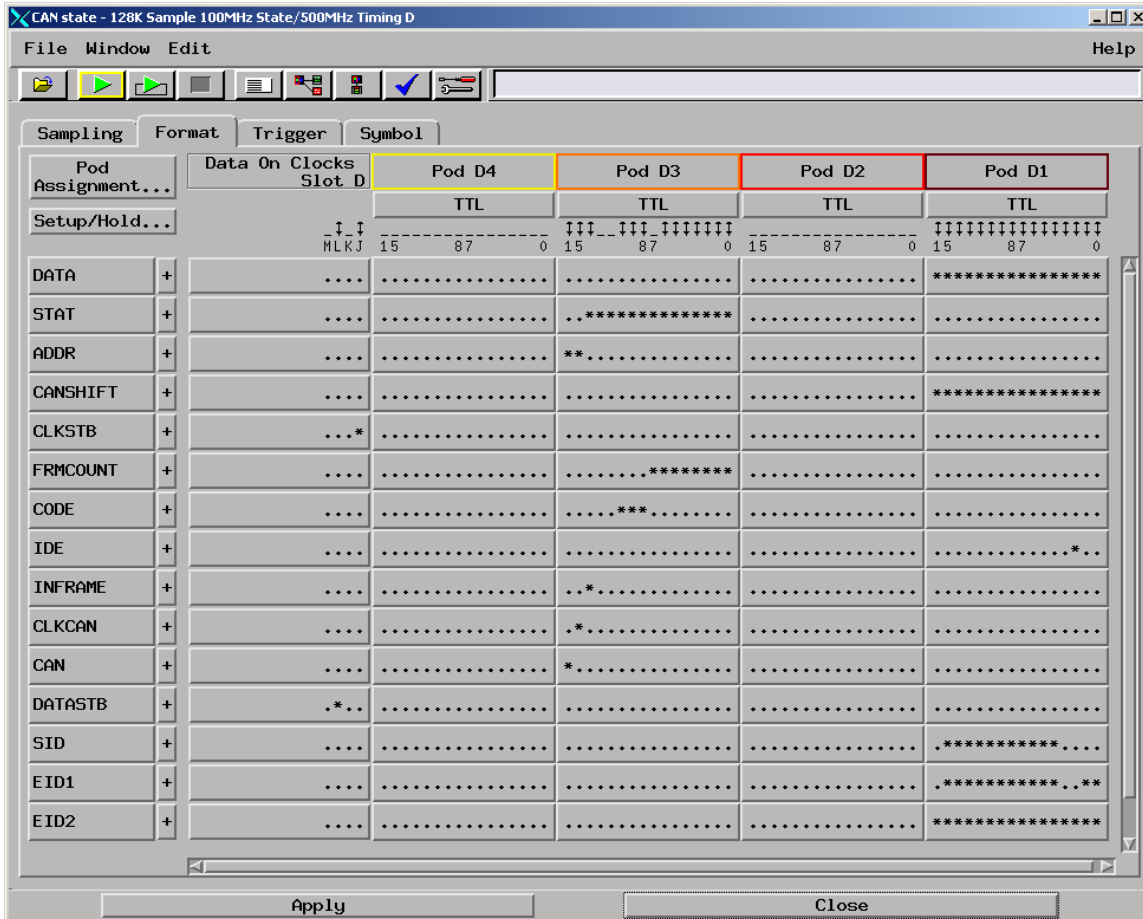 CAN state - 128K Sample 100MHz State/500MHz Timing D
File Window Edit Help
Sampling Format Trigger Symbol
Pod Assignment...
Data On Clocks
Slot D
Pod D4 Pod D3 Pod D2 Pod D1
Setup/Hold...
TTL TTL TTL TTL
_↕_↕ ________________ ↕↕↕__↕↕↕_↕↕↕↕↕↕↕ ________________ ↕↕↕↕↕↕↕↕↕↕↕↕↕↕↕↕
MLKJ 15 87 0 15 87 0 15 87 0 15 87 0
DATA + .... ................ ................ ................ ****************
STAT + .... ................ ..************** ................ ................
ADDR + .... ................ **.............. ................ ................
CANSHIFT + .... ................ ................ ................ ****************
CLKSTB + ...* ................ ................ ................ ................
FRMCOUNT + .... ................ ........******** ................ ................
CODE + .... ................ .....***........ ................ ................
IDE + .... ................ ................ ................ .............*..
INFRAME + .... ................ ..*............. ................ ................
CLKCAN + .... ................ .*.............. ................ ................
CAN + .... ................ *............... ................ ................
DATASTB + .*.. ................ ................ ................ ................
SID + .... ................ ................ ................ .***********....
EID1 + .... ................ ................ ................ .***********..**
EID2 + .... ................ ................ ................ ****************
Apply Close